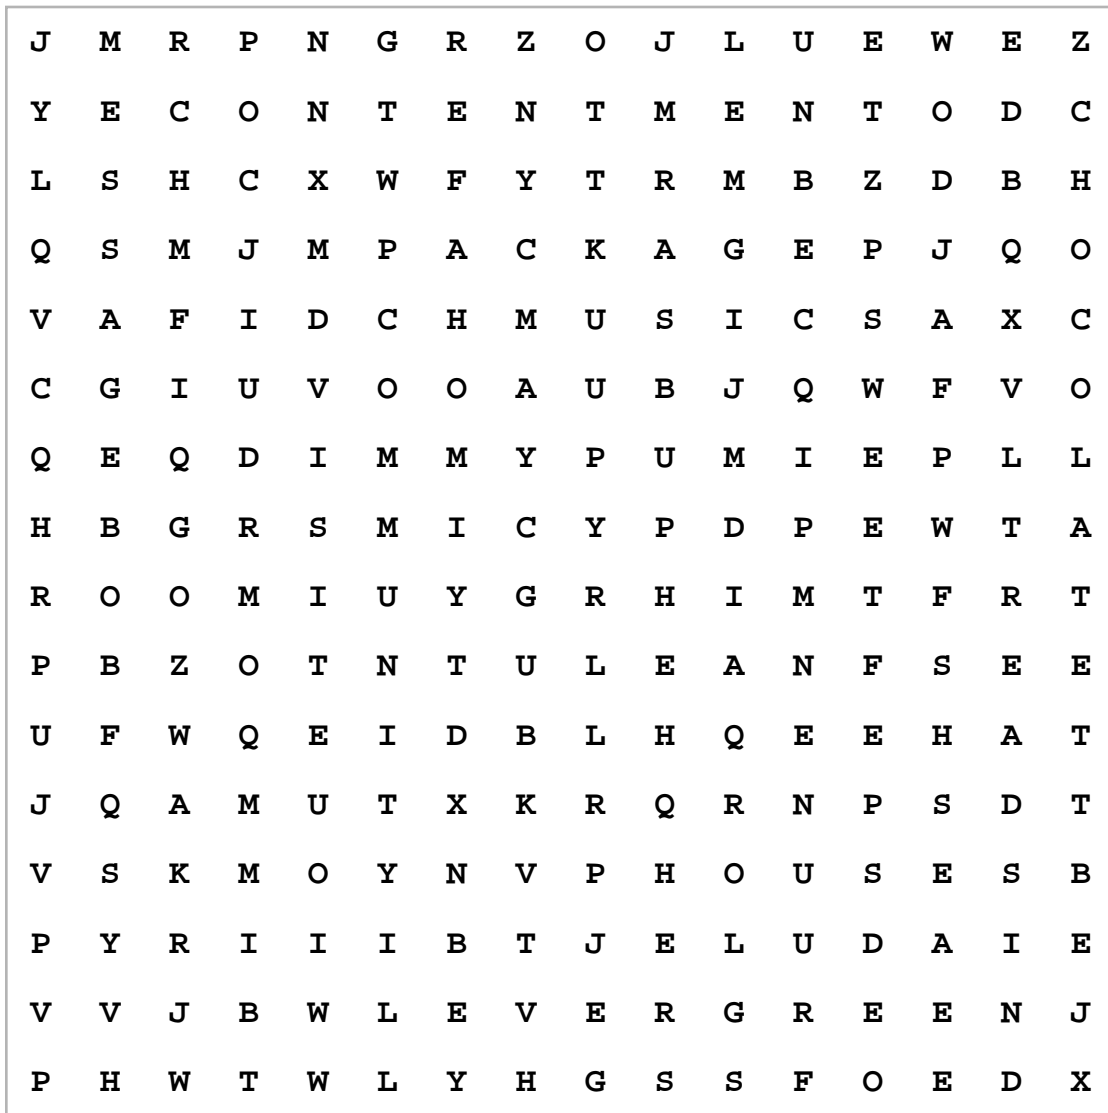 J M R P N G R Z O J L U E W E Z
Y E C O N T E N T M E N T O D C
L S H C X W F Y T R M B Z D B H
Q S M J M P A C K A G E P J Q O
V A F I D C H M U S I C S A X C
C G I U V O O A U B J Q W F V O
Q E Q D I M M Y P U M I E P L L
H B G R S M I C Y P D P E W T A
R O O M I U Y G R H I M T F R T
P B Z O T N T U L E A N F S E E
U F W Q E I D B L H Q E E H A T
J Q A M U T X K R Q R N P S D T
V S K M O Y N V P H O U S E S B
P Y R I I I B T J E L U D A I E
V V J B W L E V E R G R E E N J
P H W T W L Y H G S S F O E D X